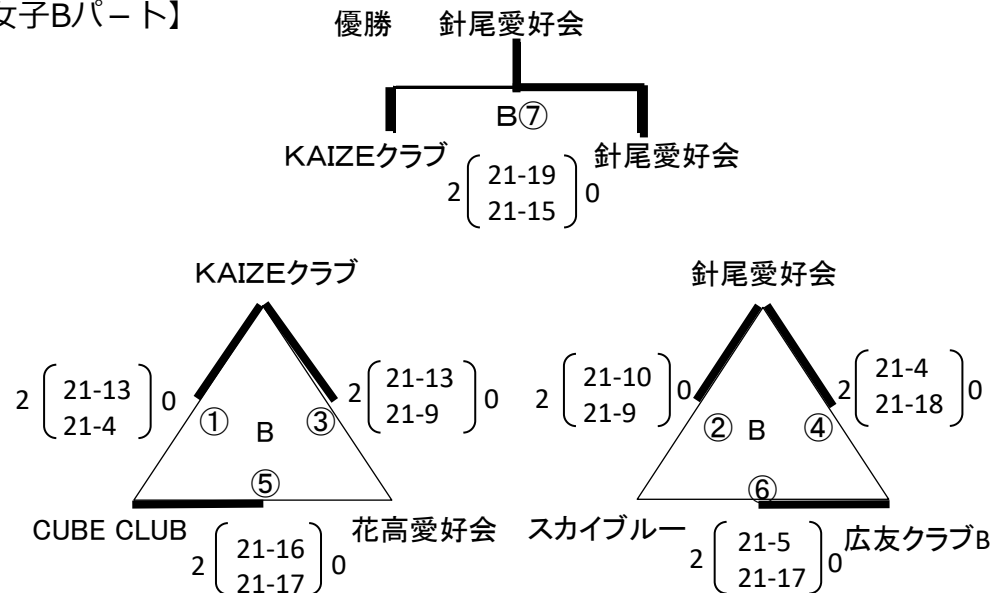 女子Bパート】
優勝 針尾愛好会
B⑦
KAIZEクラブ 針尾愛好会
2 21-19 0
21-15
KAIZEクラブ 針尾愛好会
2 21-13 0 2 21-13 0 2 21-10 0 2 21-4 0
21-4 21-9 21-9 21-18
① B ③ ② B ④
⑤ ⑥
CUBE CLUB 花高愛好会 スカイブルー 広友クラブB
2 21-16 0 2 21-5 0
21-17 21-17